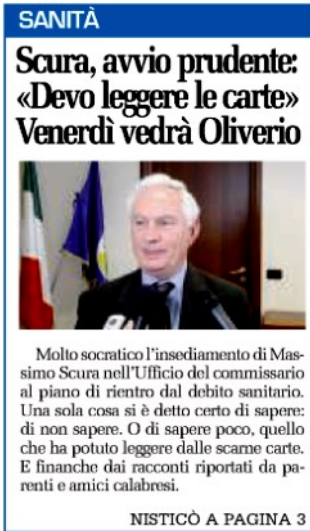 SANITÀ
Scura, avvio prudente:
«Devo leggere le carte»
Venerdì vedrà Oliverio
Molto socratico l'insediamento di Mas-
simo Scura nell'Ufficio del commissario
al piano di rientro dal debito sanitario.
Una sola cosa si è detto certo di sapere:
di non sapere. O di sapere poco, quello
che ha potuto leggere dalle scarne carte.
E finanche dai racconti riportati da pa-
renti e amici calabresi.
NISTICÒ A PAGINA 3